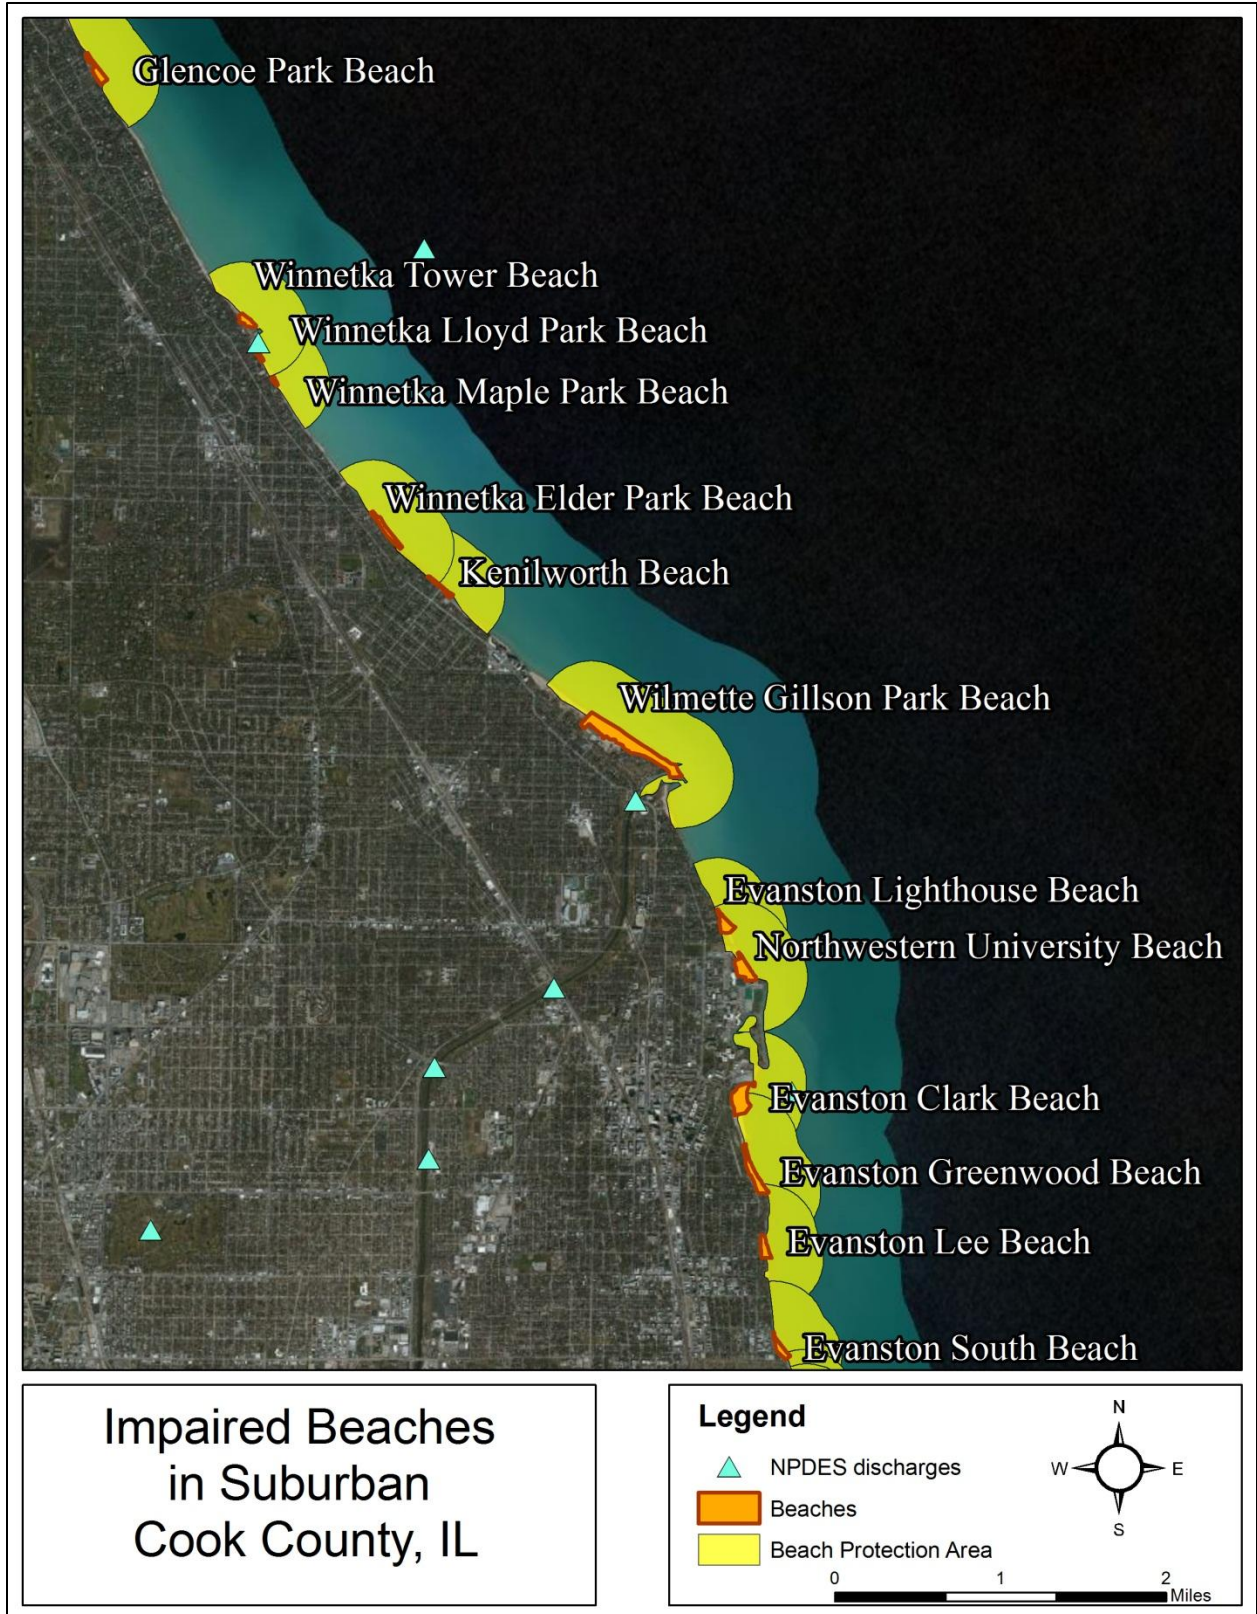 Glencoe Park Beach
Winnetka Tower Beach
Winnetka Lloyd Park Beach
Winnetka Maple Park Beach
Winnetka Elder Park Beach
Kenilworth Beach
Wilmette Gillson Park Beach
Evanston Lighthouse Beach
Northwestern University Beach
Evanston Clark Beach
Evanston Greenwood Beach
Evanston Lee Beach
Evanston South Beach
Impaired Beaches
in Suburban
Cook County, IL
Legend
NPDES discharges
Beaches
Beach Protection Area
N
W E
S
0 1 2
Miles